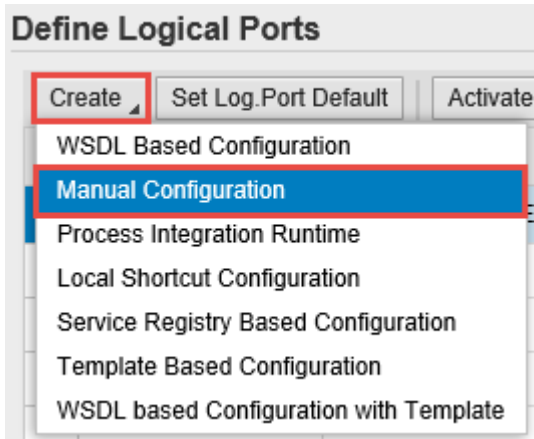 Define Logical Ports
Create Set Log.Port Default Activate
WSDL Based Configuration
Manual Configuration
Process Integration Runtime
Local Shortcut Configuration
Service Registry Based Configuration
Template Based Configuration
WSDL based Configuration with Template